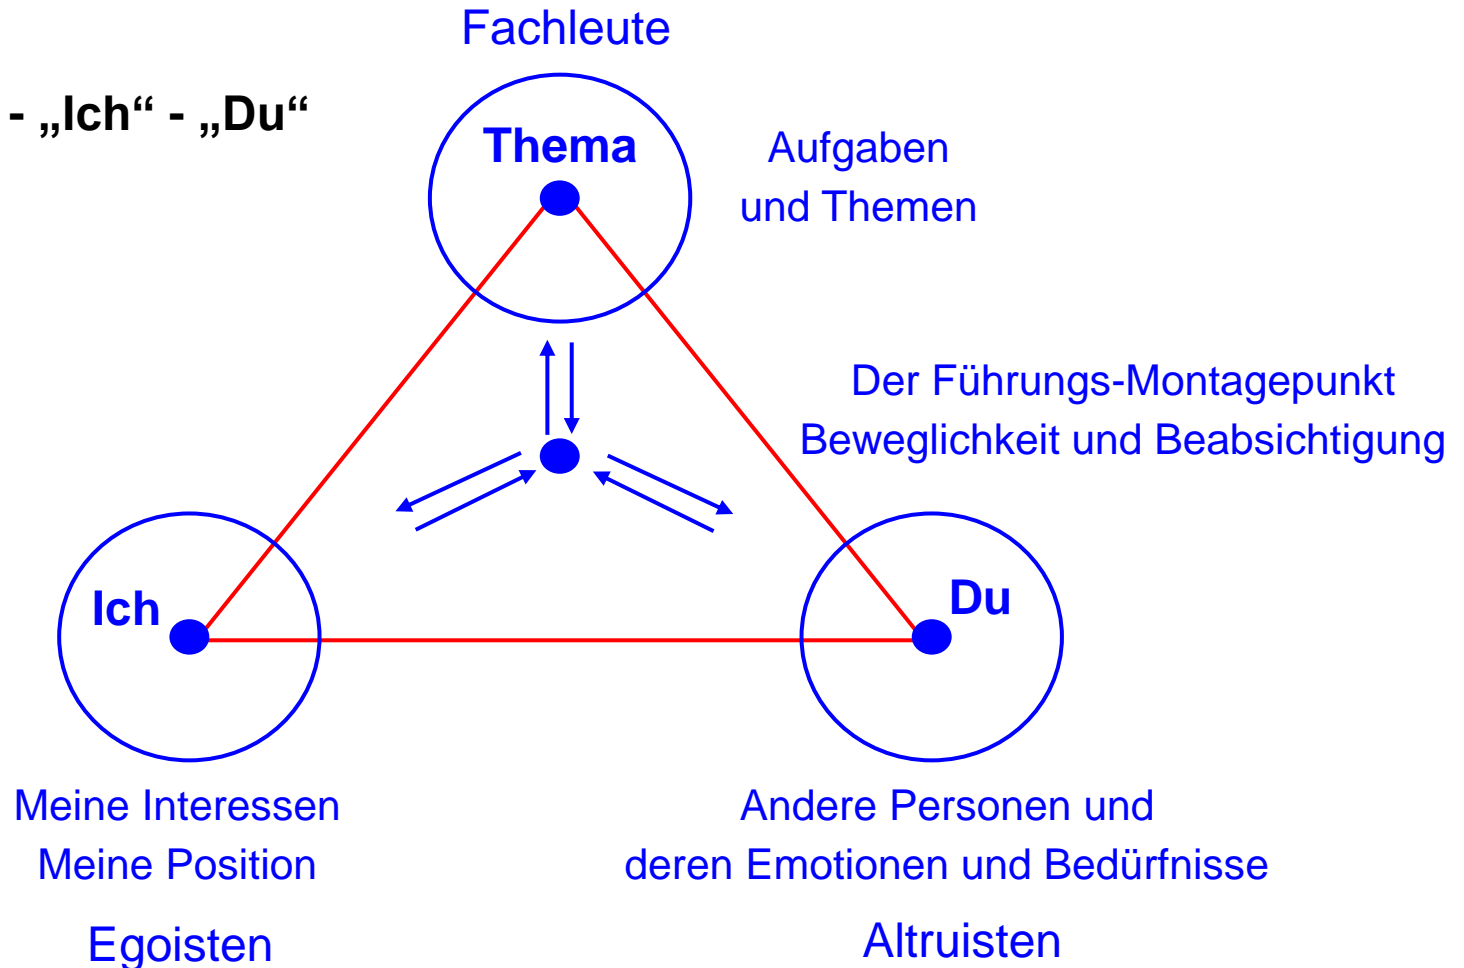 Fachleute
- „Ich“ - „Du“
Thema
Aufgaben
und Themen
Der Führungs-Montagepunkt
Beweglichkeit und Beabsichtigung
Ich
Du
Meine Interessen
Meine Position
Egoisten
Andere Personen und
deren Emotionen und Bedürfnisse
Altruisten